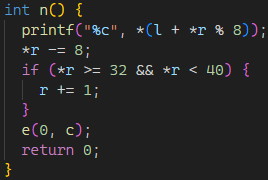 int n() {
printf("%c", *(l + *r % 8));
*r -= 8;
if (*r >= 32 && *r < 40) {
r += 1;
}
e(0, c);
return 0;
}